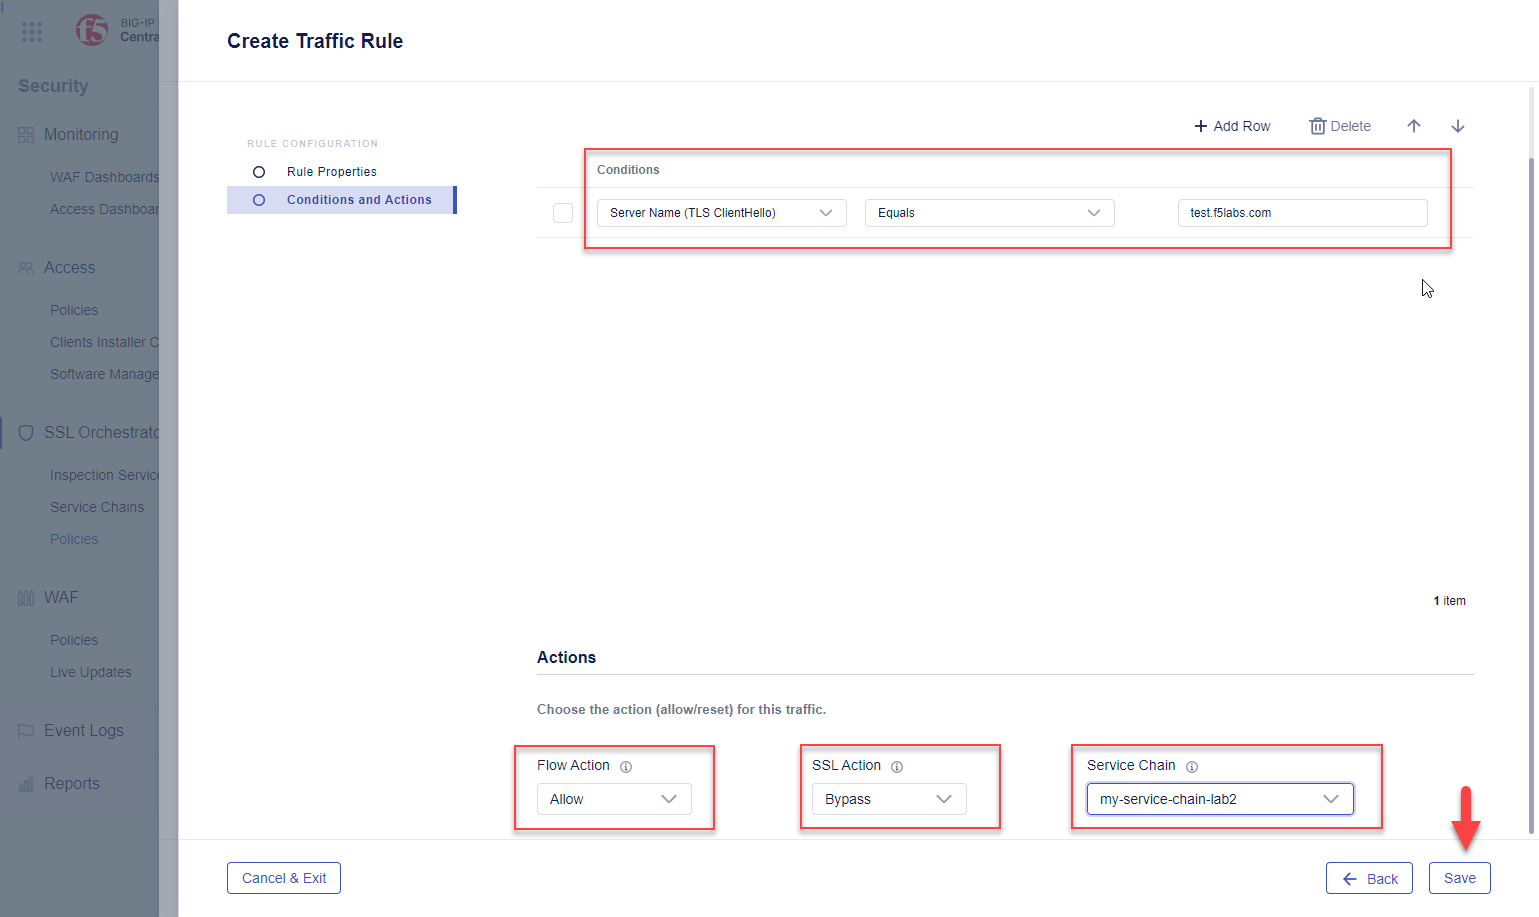 f5
BIG-IP
Centra
Security
Monitoring
WAF Dashboards
Access Dashboar
Access
Policies
Clients Installer C
Software Manage
SSL Orchestrato
Inspection Service
Service Chains
Policies
WAF
Policies
Live Updates
Event Logs
Reports
Create Traffic Rule
RULE CONFIGURATION
Rule Properties
Conditions and Actions
Add Row
Delete
Conditions
Server Name (TLS ClientHello)
Equals
test.f5labs.com
1 item
Actions
Choose the action (allow/reset) for this traffic.
Flow Action
SSL Action
Service Chain
Allow
Bypass
my-service-chain-lab2
Cancel & Exit
Back
Save